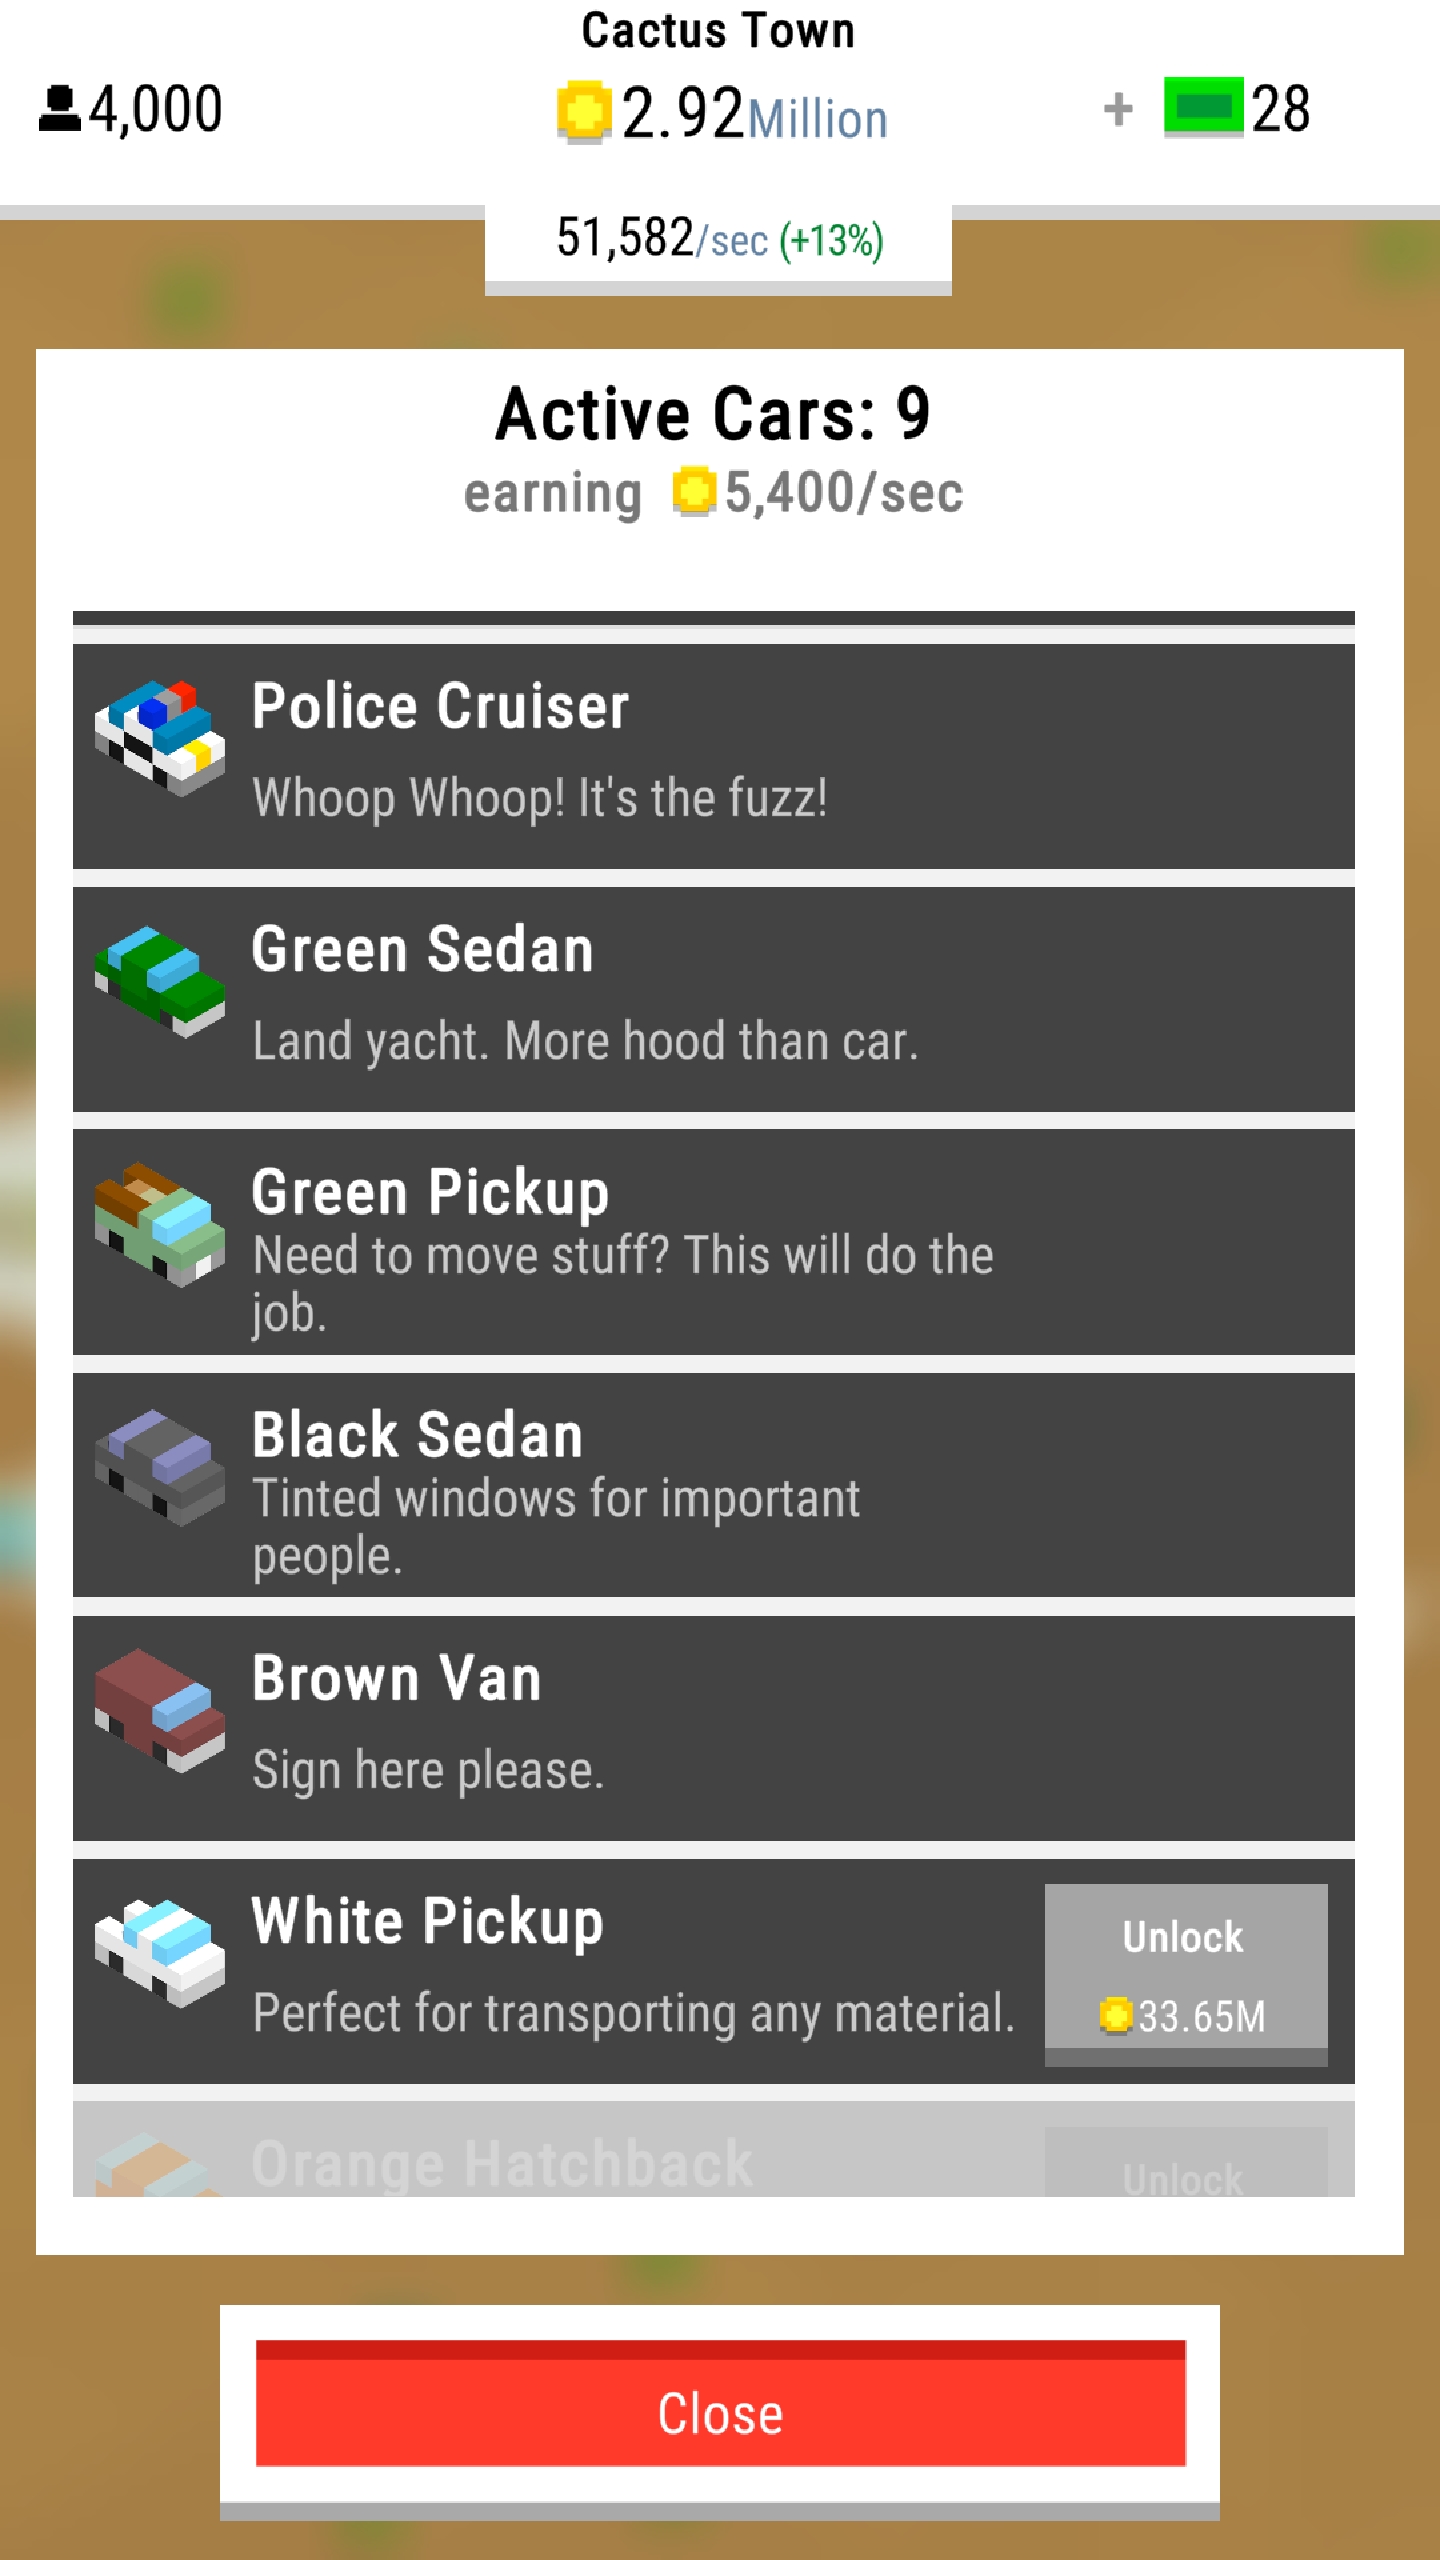 Cactus Town
4,000
2.92Million
+ 28
51,582/sec (+13%)
Active Cars: 9
earning 5,400/sec
Police Cruiser
Whoop Whoop! It's the fuzz!
Green Sedan
Land yacht. More hood than car.
Green Pickup
Need to move stuff? This will do the
job.
Black Sedan
Tinted windows for important
people.
Brown Van
Sign here please.
White Pickup
Perfect for transporting any material.
Unlock
33.65M
Orange Hatchback
Unlock
Close